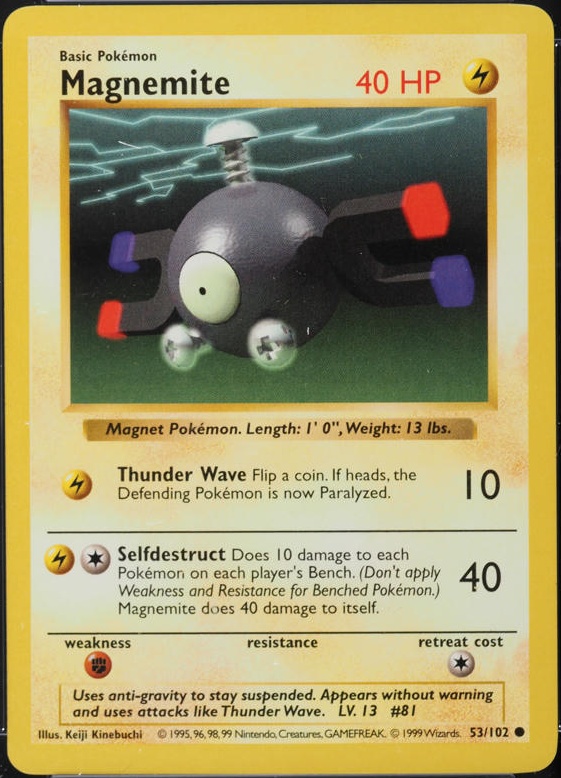 Basic Pokémon
Magnemite 40 HP
Magnet Pokémon. Length: 1' 0", Weight: 13 lbs.
Thunder Wave Flip a coin. If heads, the
Defending Pokémon is now Paralyzed.
10
Selfdestruct Does 10 damage to each
Pokémon on each player's Bench. (Don't apply
Weakness and Resistance for Benched Pokémon.)
Magnemite does 40 damage to itself.
40
weakness resistance retreat cost
Uses anti-gravity to stay suspended. Appears without warning
and uses attacks like Thunder Wave. LV. 13 #81
Illus. Keiji Kinebuchi © 1995, 96, 98, 99 Nintendo, Creatures, GAMEFREAK. © 1999 Wizards. 53/102